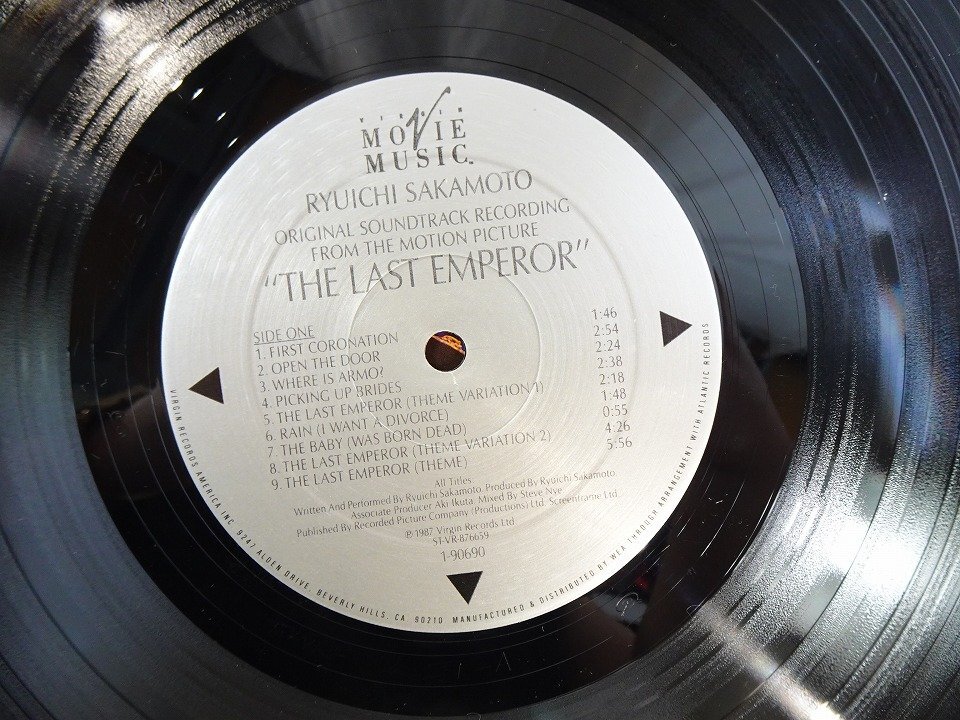 VIRGIN
MOVIE
MUSIC.
RYUICHI SAKAMOTO
ORIGINAL SOUNDTRACK RECORDING
FROM THE MOTION PICTURE
"THE LAST EMPEROR"
SIDE ONE
1. FIRST CORONATION 1:46
2. OPEN THE DOOR 2:54
3. WHERE IS ARMO? 2:24
4. PICKING UP BRIDES 2:38
5. THE LAST EMPEROR (THEME VARIATION 1) 2:18
6. RAIN (I WANT A DIVORCE) 1:48
7. THE BABY (WAS BORN DEAD) 0:55
8. THE LAST EMPEROR (THEME VARIATION 2) 4:26
9. THE LAST EMPEROR (THEME) 5:56
All Titles:
Written And Performed By Ryuichi Sakamoto. Produced By Ryuichi Sakamoto.
Associate Producer Aki Ikuta. Mixed By Steve Nye.
Published By Recorded Picture Company (Productions) Ltd. Screenframe Ltd.
℗ 1987 Virgin Records Ltd
ST-VR-876659
1-90690
VIRGIN RECORDS AMERICA INC. 9247 ALDEN DRIVE, BEVERLY HILLS, CA. 90210. MANUFACTURED & DISTRIBUTED BY WEA THROUGH ARRANGEMENT WITH ATLANTIC RECORDS